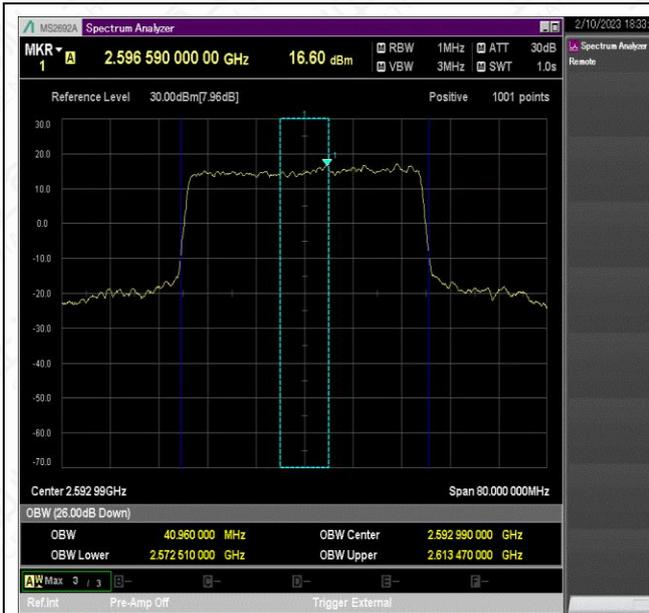 MS2692A Spectrum Analyzer
2/10/2023 18:33:
MKR 1 A 2.596 590 000 00 GHz 16.60 dBm M RBW 1MHz M ATT 30dB
M VBW 3MHz M SWT 1.0s
Spectrum Analyzer
Remote
Reference Level 30.00dBm[7.96dB] Positive 1001 points
30.0
20.0
1
10.0
0.0
-10.0
-20.0
-30.0
-40.0
-50.0
-60.0
-70.0
Center 2.592 99GHz Span 80.000 000MHz
OBW (26.00dB Down)
OBW 40.960 000 MHz OBW Center 2.592 990 000 GHz
OBW Lower 2.572 510 000 GHz OBW Upper 2.613 470 000 GHz
A W Max 3 / 3 B- C- D- E- F-
Ref.Int Pre-Amp Off Trigger External